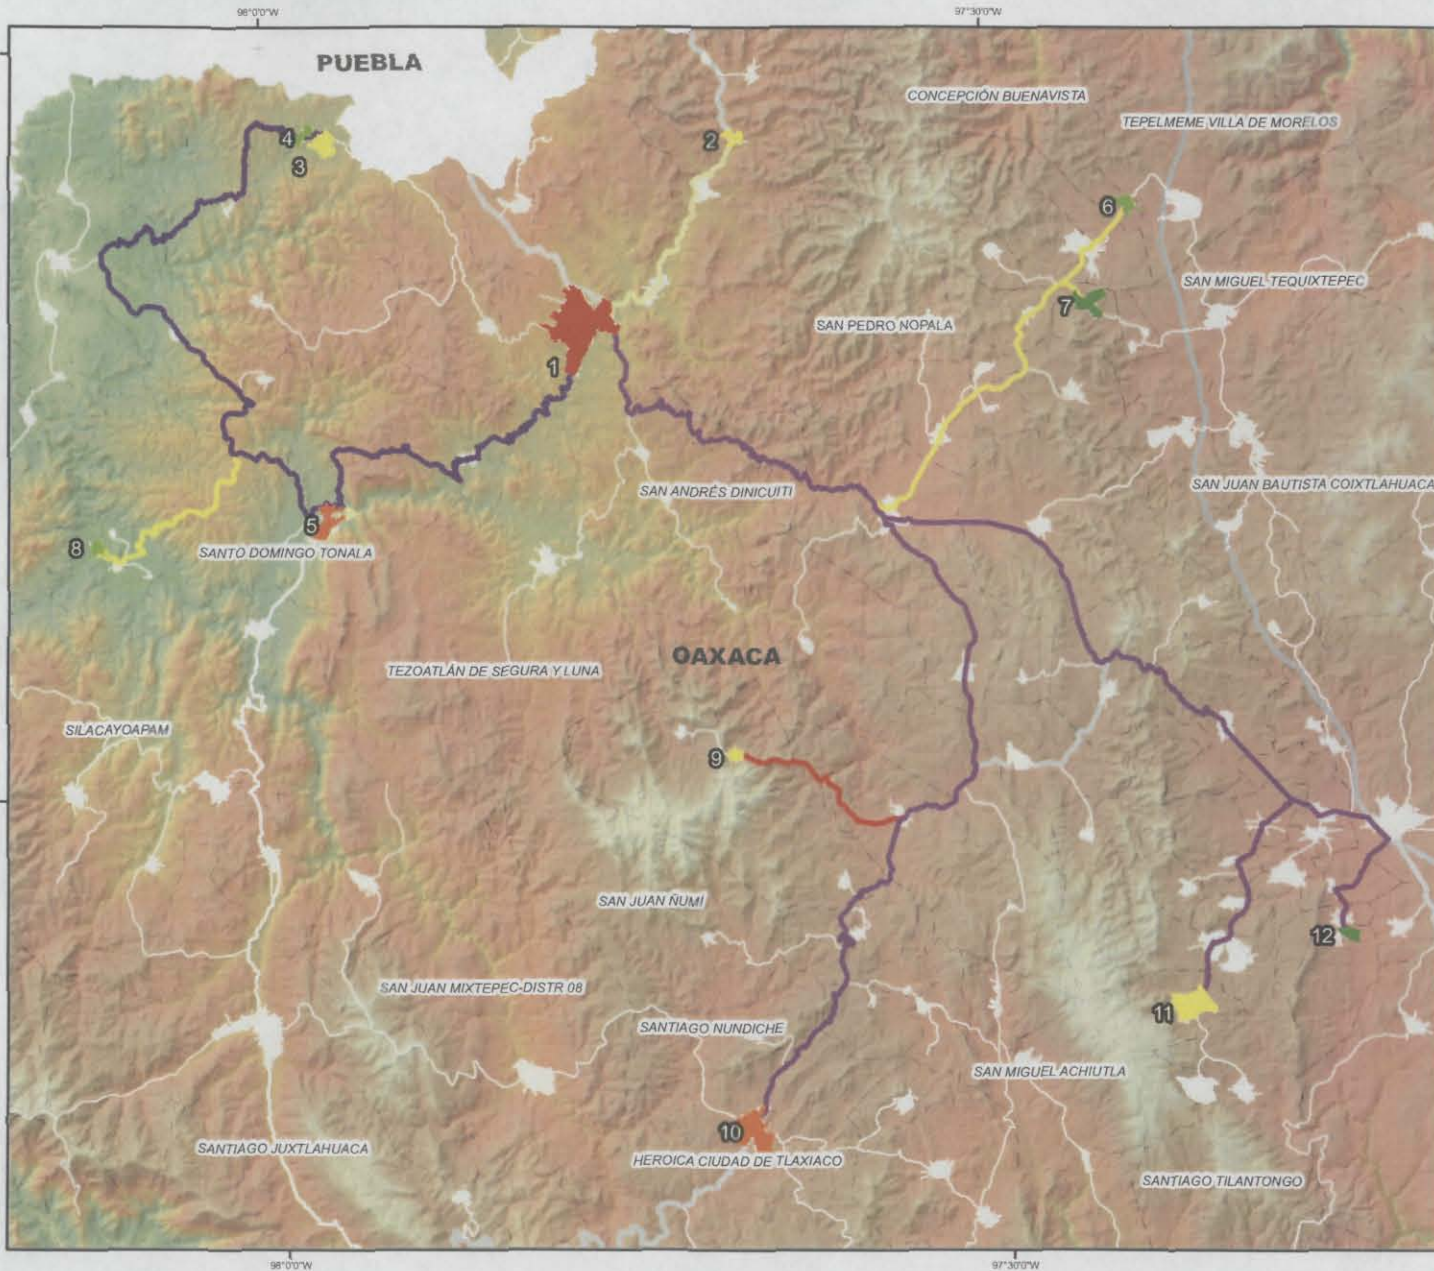 98°0'0"W
97°30'0"W
PUEBLA
CONCEPCIÓN BUENAVISTA
TEPELMEME VILLA DE MORELOS
4
3
2
6
SAN MIGUEL TEQUIXTEPEC
7
SAN PEDRO NOPALA
1
SAN ANDRÉS DINICUITI
SAN JUAN BAUTISTA COIXTLAHUACA
5
8
SANTO DOMINGO TONALA
OAXACA
TEZOATLÁN DE SEGURA Y LUNA
SILACAYOAPAM
9
SAN JUAN ÑUMI
12
SAN JUAN MIXTEPEC-DISTR 08
11
SANTIAGO NUNDICHE
SAN MIGUEL ACHIUTLA
10
SANTIAGO JUXTLAHUACA
HEROICA CIUDAD DE TLAXIACO
SANTIAGO TILANTONGO
98°0'0"W
97°30'0"W